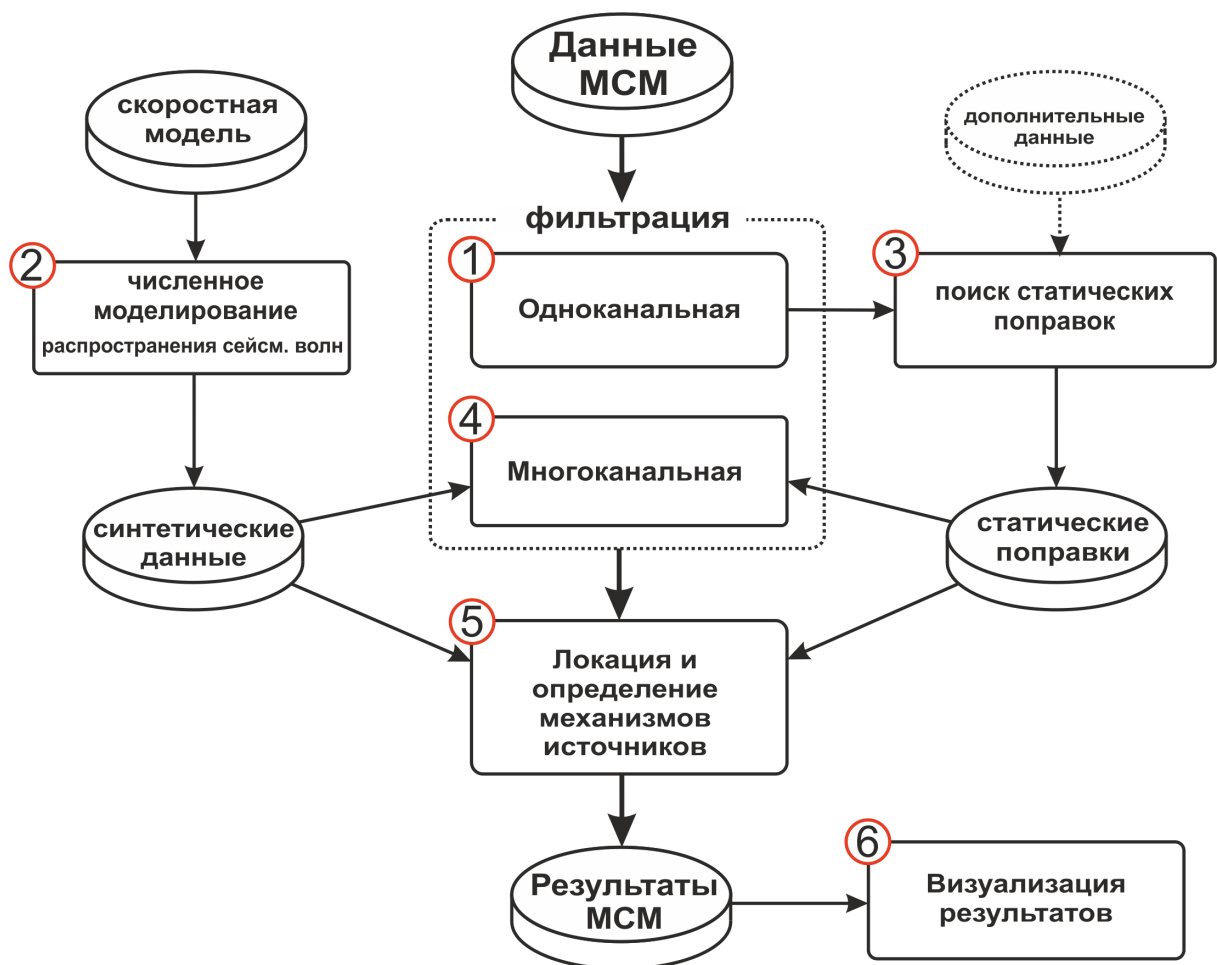 Данные
МСМ
скоростная
модель
дополнительные
данные
фильтрация
1
Одноканальная
2
численное
моделирование
распространения сейсм. волн
3
поиск статических
поправок
4
Многоканальная
синтетические
данные
статические
поправки
5
Локация и
определение
механизмов
источников
Результаты
МСМ
6
Визуализация
результатов